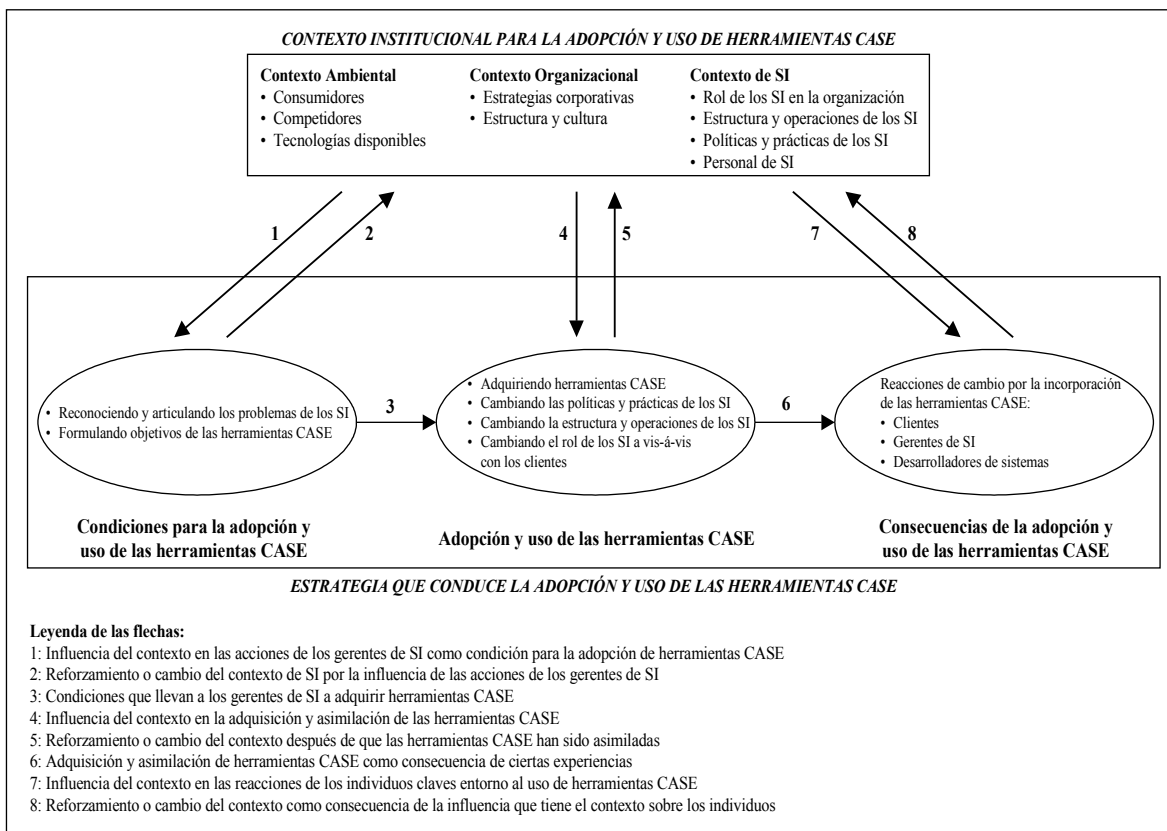 CONTEXTO INSTITUCIONAL PARA LA ADOPCIÓN Y USO DE HERRAMIENTAS CASE
Contexto Ambiental
• Consumidores
• Competidores
• Tecnologías disponibles
Contexto Organizacional
• Estrategias corporativas
• Estructura y cultura
Contexto de SI
• Rol de los SI en la organización
• Estructura y operaciones de los SI
• Políticas y prácticas de los SI
• Personal de SI
1
2
4
5
7
8
• Reconociendo y articulando los problemas de los SI
• Formulando objetivos de las herramientas CASE
3
• Adquiriendo herramientas CASE
• Cambiando las políticas y prácticas de los SI
• Cambiando la estructura y operaciones de los SI
• Cambiando el rol de los SI a vis-á-vis
con los clientes
6
Reacciones de cambio por la incorporación
de las herramientas CASE:
• Clientes
• Gerentes de SI
• Desarrolladores de sistemas
Condiciones para la adopción y
uso de las herramientas CASE
Adopción y uso de las herramientas CASE
Consecuencias de la adopción y
uso de las herramientas CASE
ESTRATEGIA QUE CONDUCE LA ADOPCIÓN Y USO DE LAS HERRAMIENTAS CASE
Leyenda de las flechas:
1: Influencia del contexto en las acciones de los gerentes de SI como condición para la adopción de herramientas CASE
2: Reforzamiento o cambio del contexto de SI por la influencia de las acciones de los gerentes de SI
3: Condiciones que llevan a los gerentes de SI a adquirir herramientas CASE
4: Influencia del contexto en la adquisición y asimilación de las herramientas CASE
5: Reforzamiento o cambio del contexto después de que las herramientas CASE han sido asimiladas
6: Adquisición y asimilación de herramientas CASE como consecuencia de ciertas experiencias
7: Influencia del contexto en las reacciones de los individuos claves entorno al uso de herramientas CASE
8: Reforzamiento o cambio del contexto como consecuencia de la influencia que tiene el contexto sobre los individuos